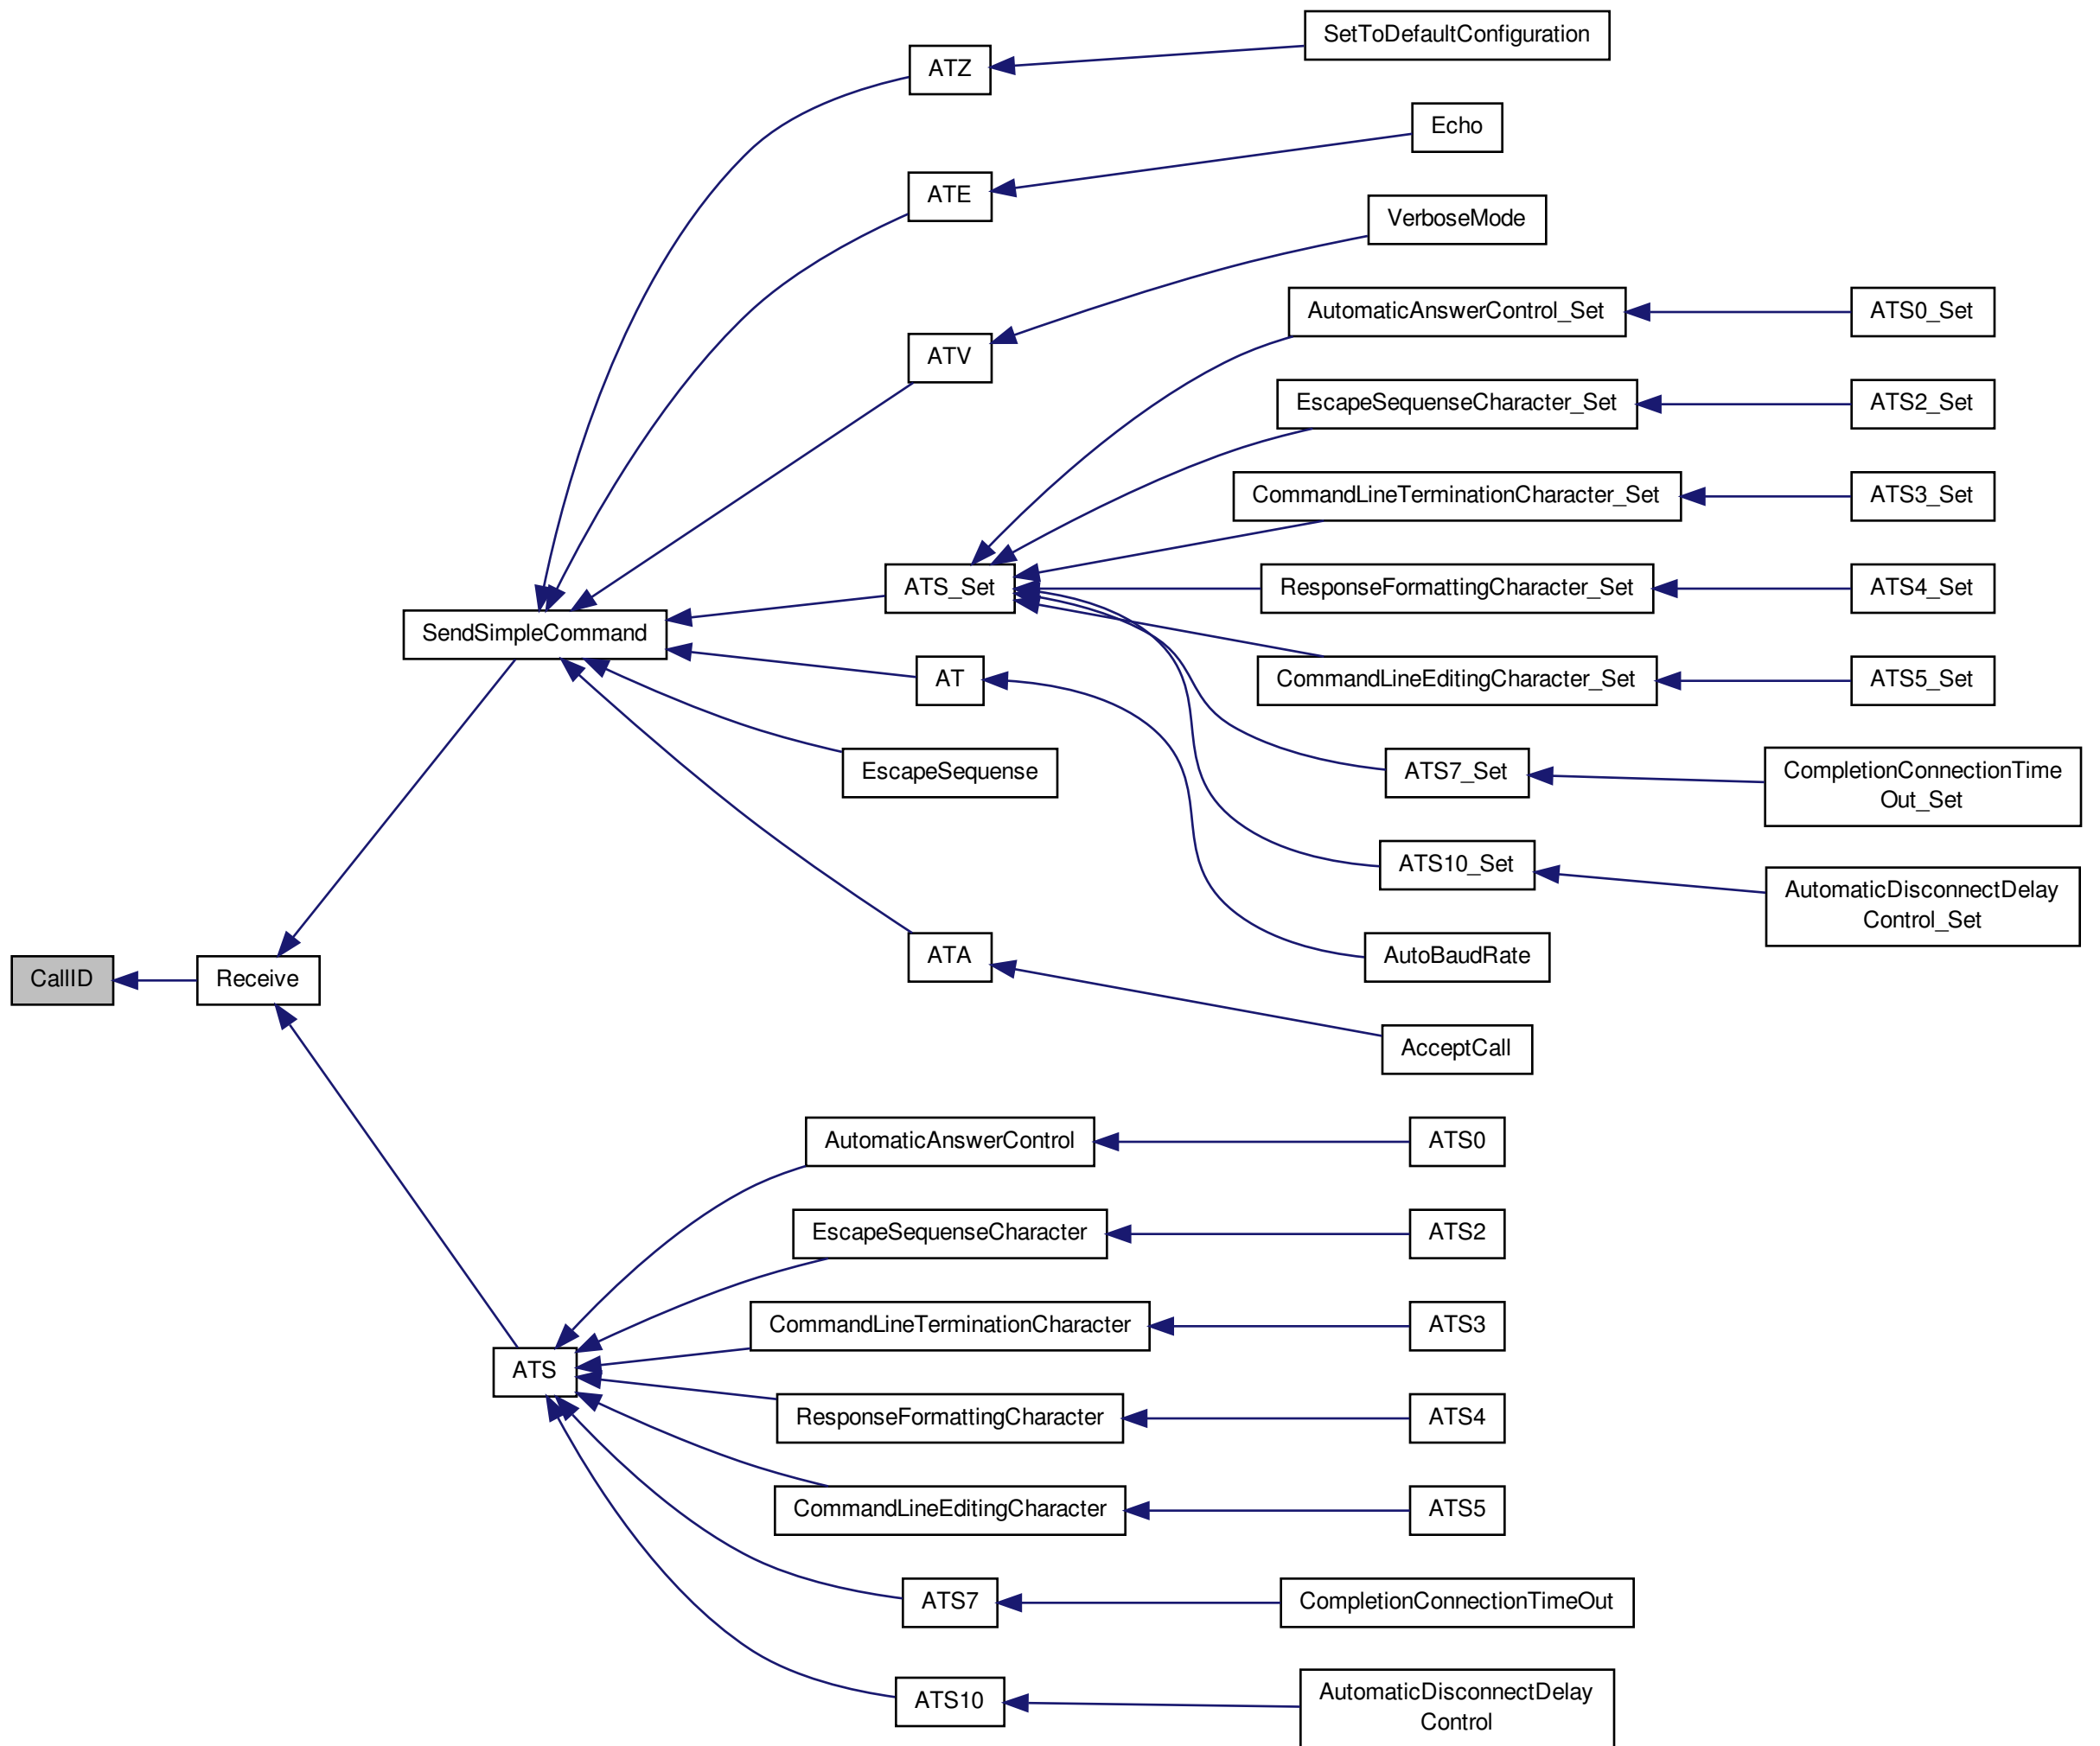 SetToDefaultConfiguration
ATZ
Echo
ATE
VerboseMode
ATV
AutomaticAnswerControl_Set
ATS0_Set
EscapeSequenseCharacter_Set
ATS2_Set
CommandLineTerminationCharacter_Set
ATS3_Set
ATS_Set
ResponseFormattingCharacter_Set
ATS4_Set
SendSimpleCommand
AT
CommandLineEditingCharacter_Set
ATS5_Set
EscapeSequense
ATS7_Set
CompletionConnectionTime
Out_Set
ATS10_Set
AutomaticDisconnectDelay
Control_Set
ATA
AutoBaudRate
CallID
Receive
AcceptCall
AutomaticAnswerControl
ATS0
EscapeSequenseCharacter
ATS2
CommandLineTerminationCharacter
ATS3
ATS
ResponseFormattingCharacter
ATS4
CommandLineEditingCharacter
ATS5
ATS7
CompletionConnectionTimeOut
ATS10
AutomaticDisconnectDelay
Control